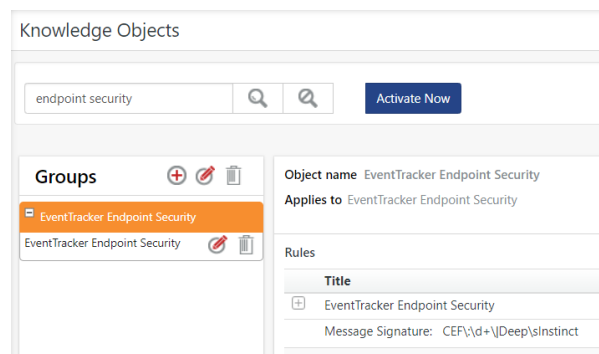 Knowledge Objects
endpoint security
Activate Now
Groups
EventTracker Endpoint Security
EventTracker Endpoint Security
Object name EventTracker Endpoint Security
Applies to EventTracker Endpoint Security
Rules
Title
EventTracker Endpoint Security
Message Signature: CEF\:\d+\|Deep\sInstinct